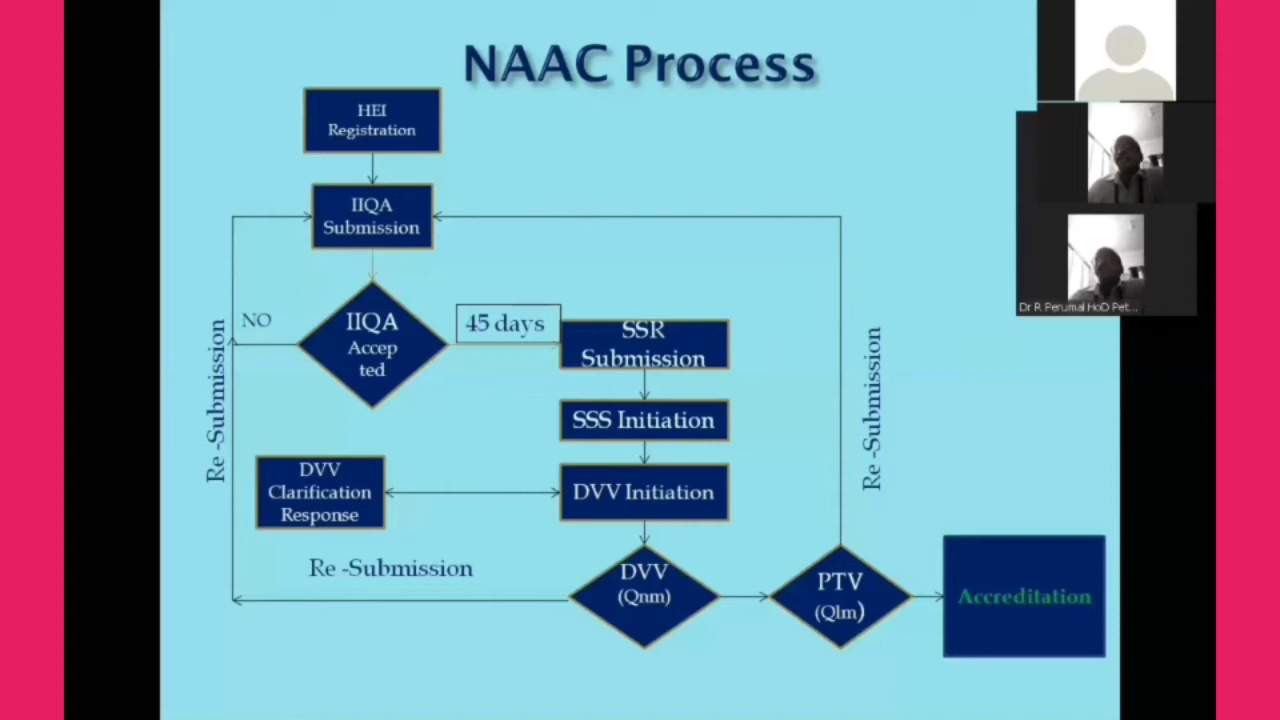 NAAC Process
HEI
Registration
IIQA
Submission
NO
IIQA
Accep
ted
45 days
SSR
Submission
SSS Initiation
DVV Initiation
DVV
Clarification
Response
Re -Submission
Re -Submission
DVV
(Qnm)
PTV
(Qlm)
Re -Submission
Accreditation
Dr R Perumal HoD Pet...